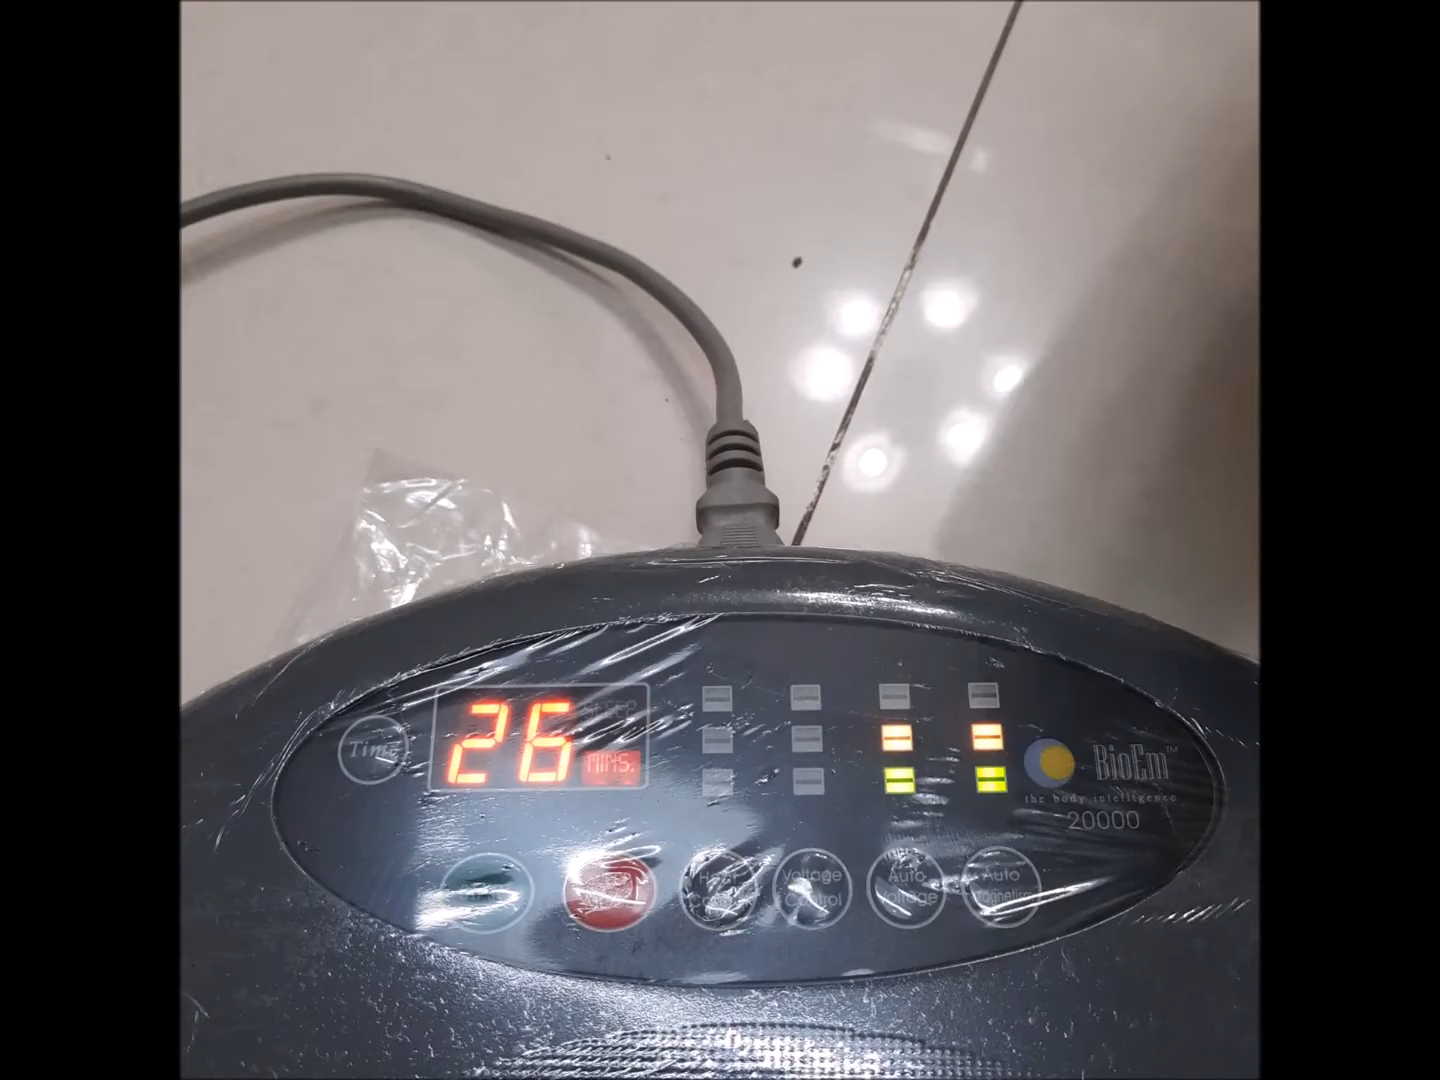 Time
26
MINS.
BioEm™
the body intelligence
20000
Voltage
Control
Auto
Voltage
Auto